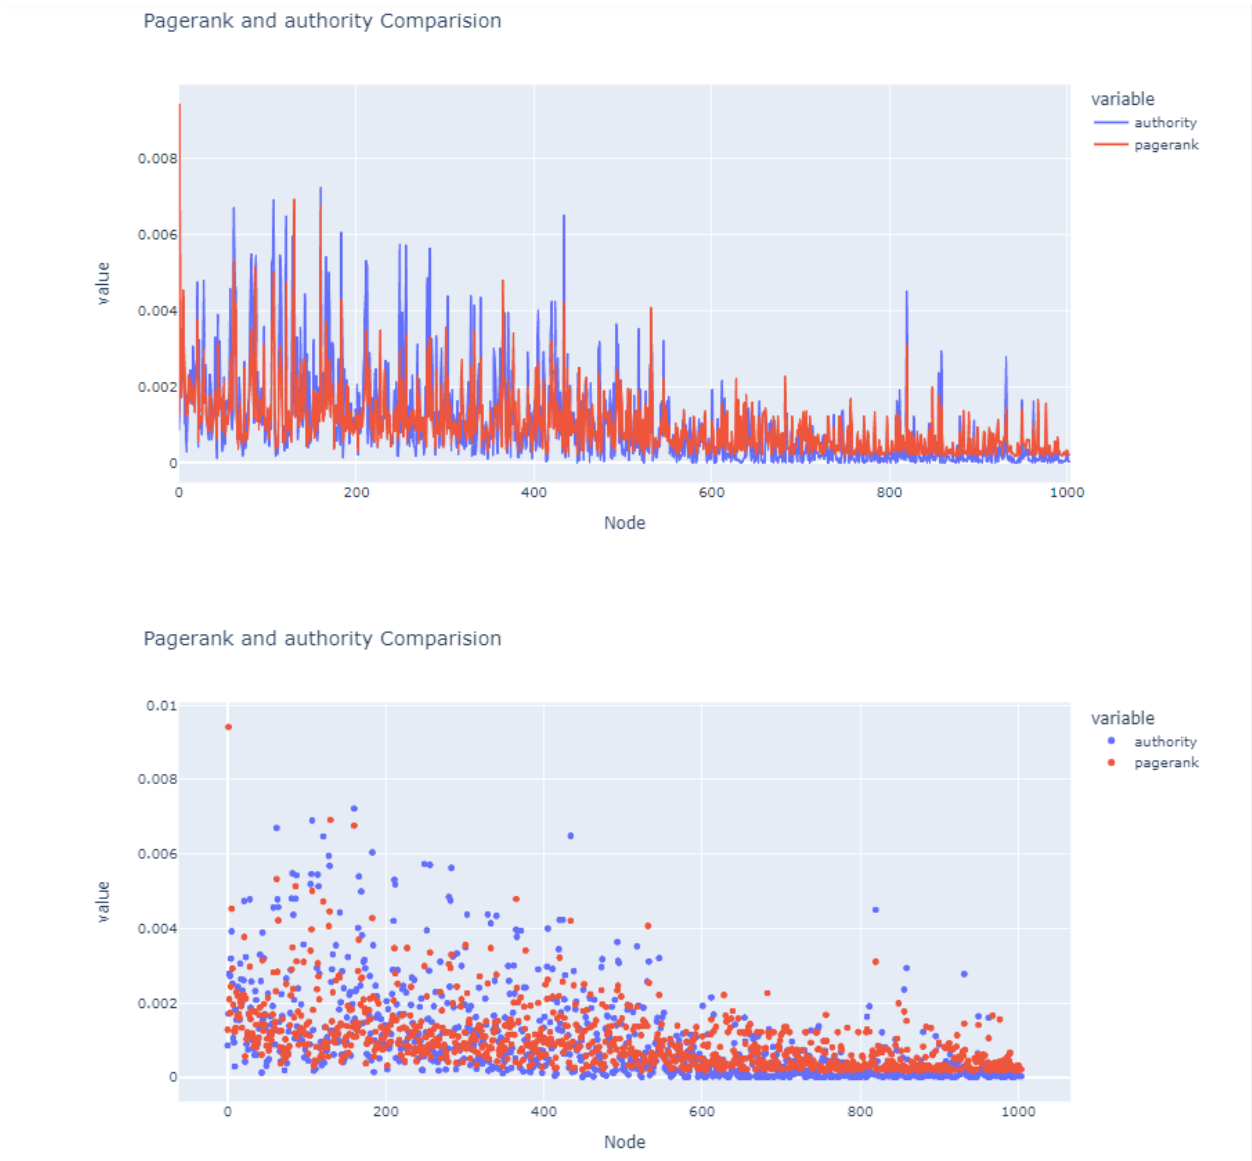 Pagerank and authority Comparision
variable
authority
pagerank
0.008
0.006
0.004
0.002
0
value
0 200 400 600 800 1000
Node
Pagerank and authority Comparision
variable
authority
pagerank
0.01
0.008
0.006
0.004
0.002
0
value
0 200 400 600 800 1000
Node